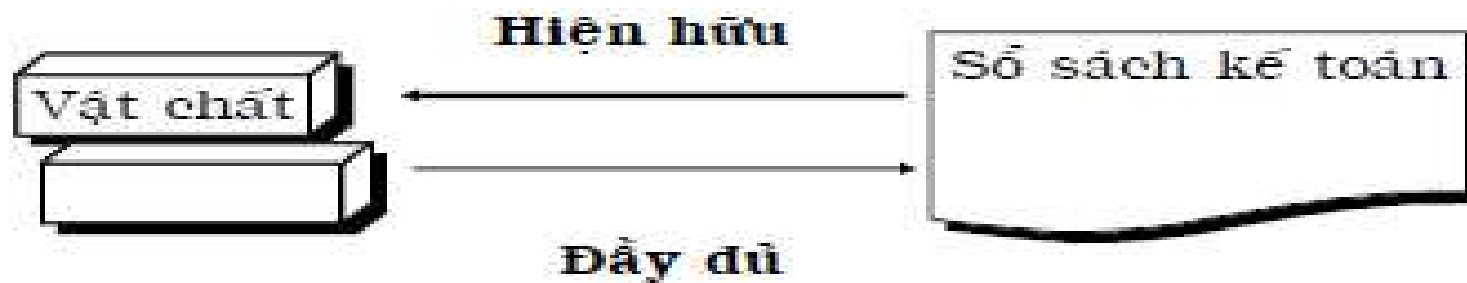 Hiện hữu
Vật chất
Sổ sách kế toán
Đầy đủ